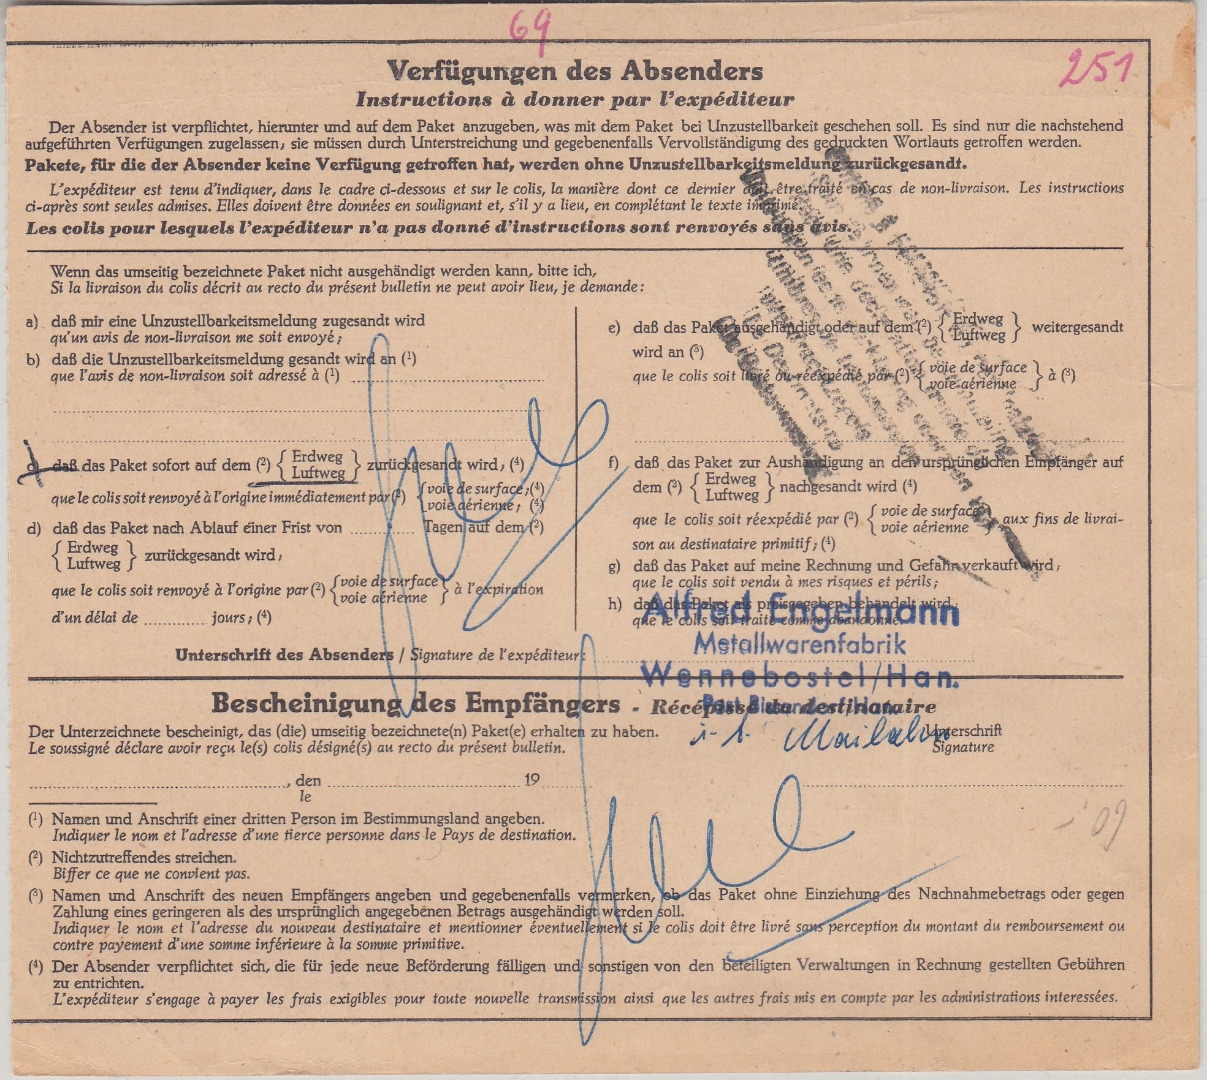 69
251
Verfügungen des Absenders
Instructions à donner par l'expéditeur
Der Absender ist verpflichtet, hierunter und auf dem Paket anzugeben, was mit dem Paket bei Unzustellbarkeit geschehen soll. Es sind nur die nachstehend
aufgeführten Verfügungen zugelassen; sie müssen durch Unterstreichung und gegebenenfalls Vervollständigung des gedruckten Wortlauts getroffen werden.
Pakete, für die der Absender keine Verfügung getroffen hat, werden ohne Unzustellbarkeitsmeldung zurückgesandt.
L'expéditeur est tenu d'indiquer, dans le cadre ci-dessous et sur le colis, la manière dont ce dernier doit être traité en cas de non-livraison. Les instructions
ci-après sont seules admises. Elles doivent être données en soulignant et, s'il y a lieu, en complétant le texte imprimé.
Les colis pour lesquels l'expéditeur n'a pas donné d'instructions sont renvoyés sans avis.
Wenn das umseitig bezeichnete Paket nicht ausgehändigt werden kann, bitte ich,
Si la livraison du colis décrit au recto du présent bulletin ne peut avoir lieu, je demande:
a) daß mir eine Unzustellbarkeitsmeldung zugesandt wird
qu'un avis de non-livraison me soit envoyé;
b) daß die Unzustellbarkeitsmeldung gesandt wird an (1)
que l'avis de non-livraison soit adressé à (1)
c) daß das Paket sofort auf dem (2) { Erdweg Luftweg } zurückgesandt wird; (4)
que le colis soit renvoyé à l'origine immédiatement par (2) { voie de surface; (4) voie aérienne; (4)
d) daß das Paket nach Ablauf einer Frist von Tagen auf dem (2)
{ Erdweg Luftweg } zurückgesandt wird;
que le colis soit renvoyé à l'origine par (2) { voie de surface voie aérienne } à l'expiration
d'un délai de jours; (4)
e) daß das Paket ausgehändigt oder auf dem (2) { Erdweg Luftweg } weitergesandt
wird an (3)
que le colis soit livré ou réexpédié par (2) { voie de surface voie aérienne } à (3)
f) daß das Paket zur Aushändigung an den ursprünglichen Empfänger auf
dem (2) { Erdweg Luftweg } nachgesandt wird (4)
que le colis soit réexpédié par (2) { voie de surface voie aérienne } aux fins de livrai-
son au destinataire primitif; (4)
g) daß das Paket auf meine Rechnung und Gefahr verkauft wird;
que le colis soit vendu à mes risques et périls;
h) daß das Paket als preisgegeben behandelt wird.
que le colis soit traité comme abandonné.
Unterschrift des Absenders / Signature de l'expéditeur:
Alfred Engelmann
Metallwarenfabrik
Wennebostel/Han.
Bescheinigung des Empfängers - Récépissé du destinataire
Der Unterzeichnete bescheinigt, das (die) umseitig bezeichnete(n) Paket(e) erhalten zu haben.
Le soussigné déclare avoir reçu le(s) colis désigné(s) au recto du présent bulletin.
Unterschrift
Signature
, den 19
le
(1) Namen und Anschrift einer dritten Person im Bestimmungsland angeben.
Indiquer le nom et l'adresse d'une tierce personne dans le Pays de destination.
(2) Nichtzutreffendes streichen.
Biffer ce que ne convient pas.
(3) Namen und Anschrift des neuen Empfängers angeben und gegebenenfalls vermerken, ob das Paket ohne Einziehung des Nachnahmebetrags oder gegen
Zahlung eines geringeren als des ursprünglich angegebenen Betrags ausgehändigt werden soll.
Indiquer le nom et l'adresse du nouveau destinataire et mentionner éventuellement si le colis doit être livré sans perception du montant du remboursement ou
contre payement d'une somme inférieure à la somme primitive.
(4) Der Absender verpflichtet sich, die für jede neue Beförderung fälligen und sonstigen von den beteiligten Verwaltungen in Rechnung gestellten Gebühren
zu entrichten.
L'expéditeur s'engage à payer les frais exigibles pour toute nouvelle transmission ainsi que les autres frais mis en compte par les administrations interessées.